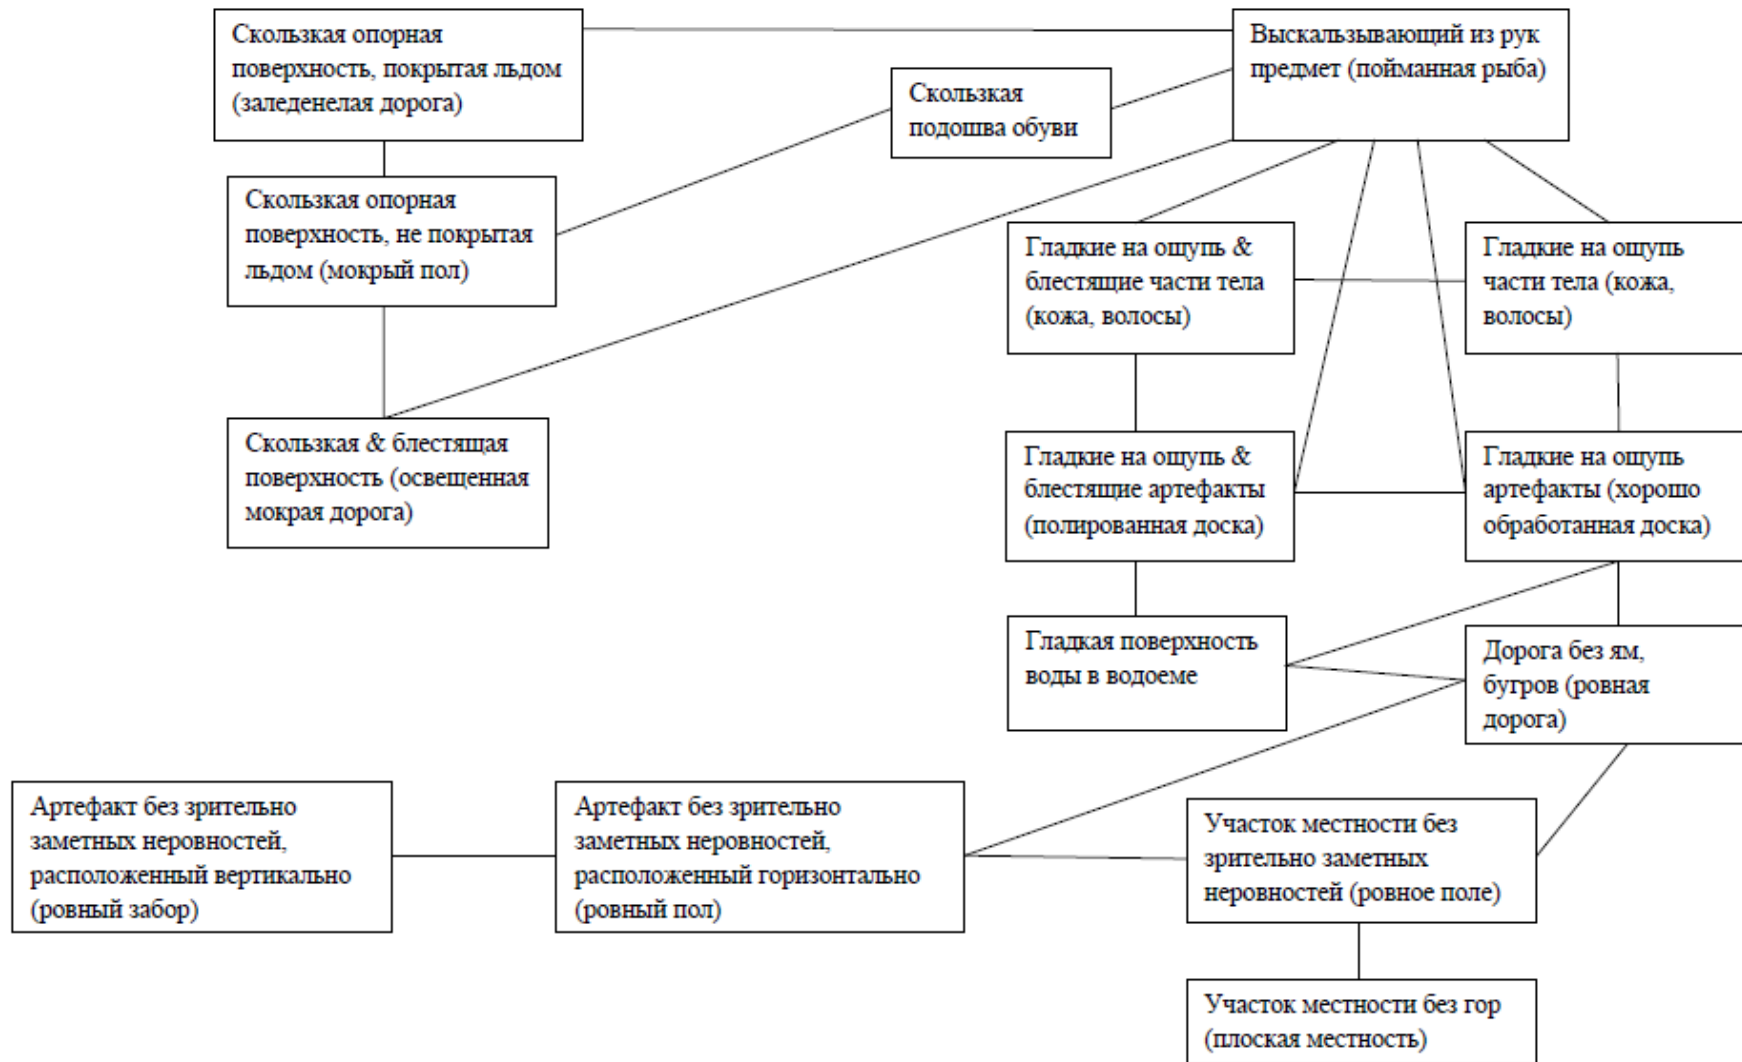 Скользкая опорная
поверхность, покрытая льдом
(заледенелая дорога)
Выскальзывающий из рук
предмет (пойманная рыба)
Скользкая
подошва обуви
Скользкая опорная
поверхность, не покрытая
льдом (мокрый пол)
Гладкие на ощупь &
блестящие части тела
(кожа, волосы)
Гладкие на ощупь
части тела (кожа,
волосы)
Скользкая & блестящая
поверхность (освещенная
мокрая дорога)
Гладкие на ощупь &
блестящие артефакты
(полированная доска)
Гладкие на ощупь
артефакты (хорошо
обработанная доска)
Гладкая поверхность
воды в водоеме
Дорога без ям,
бугров (ровная
дорога)
Артефакт без зрительно
заметных неровностей,
расположенный вертикально
(ровный забор)
Артефакт без зрительно
заметных неровностей,
расположенный горизонтально
(ровный пол)
Участок местности без
зрительно заметных
неровностей (ровное поле)
Участок местности без гор
(плоская местность)